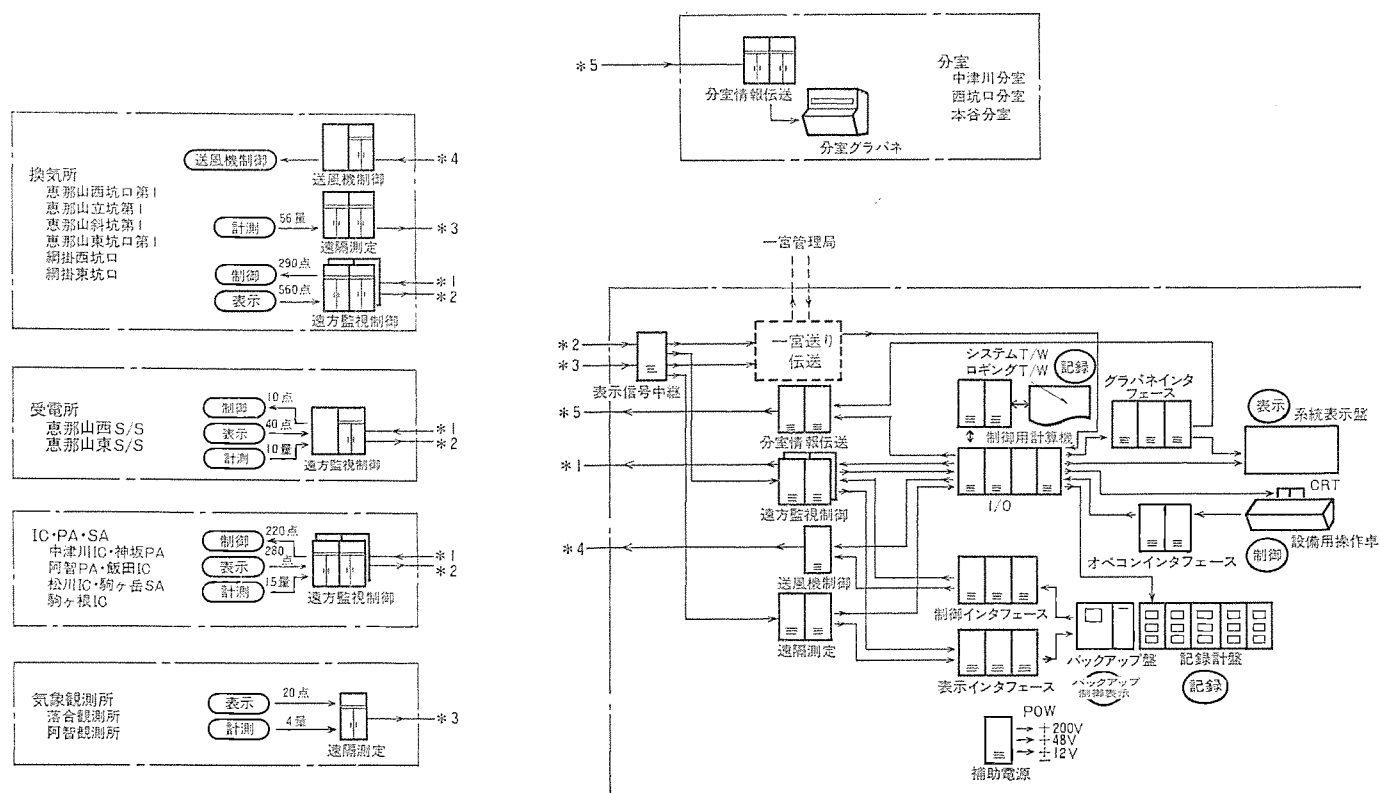 *5
分室情報伝送
分室グラパネ
分室
中津川分室
西坑口分室
本谷分室
換気所
恵那山西坑口第1
恵那山立坑第1
恵那山斜坑第1
恵那山東坑口第1
網掛西坑口
網掛東坑口
送風機制御
送風機制御
*4
計測
56量
遠隔測定
*3
制御
290点
表示
560点
遠方監視制御
*1
*2
受電所
恵那山西S/S
恵那山東S/S
制御
10点
表示
40点
計測
10量
遠方監視制御
*1
*2
IC・PA・SA
中津川IC・神坂PA
阿智PA・飯田IC
松川IC・駒ヶ岳SA
駒ヶ根IC
制御
220点
表示
280点
計測
15量
遠方監視制御
*1
*2
気象観測所
落合観測所
阿智観測所
表示
20点
計測
4量
遠隔測定
*3
一宮管理局
*2
*3
表示信号中継
一宮送り
伝送
*5
分室情報伝送
*1
遠方監視制御
*4
送風機制御
遠隔測定
システムT/W
ロギングT/W
記録
制御用計算機
I/O
グラパネインタ
フェース
表示
系統表示盤
CRT
設備用操作卓
制御
オペコンインタフェース
制御インタフェース
表示インタフェース
バックアップ盤
バックアップ
制御表示
記録計盤
記録
POW
±200V
±48V
±12V
補助電源